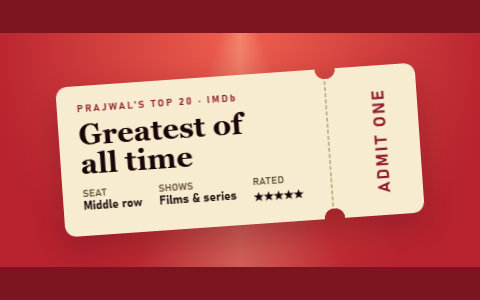 PRAJWAL'S TOP 20 · IMDb
Greatest of
all time
SEAT
Middle row
SHOWS
Films & series
RATED
★★★★★
ADMIT ONE